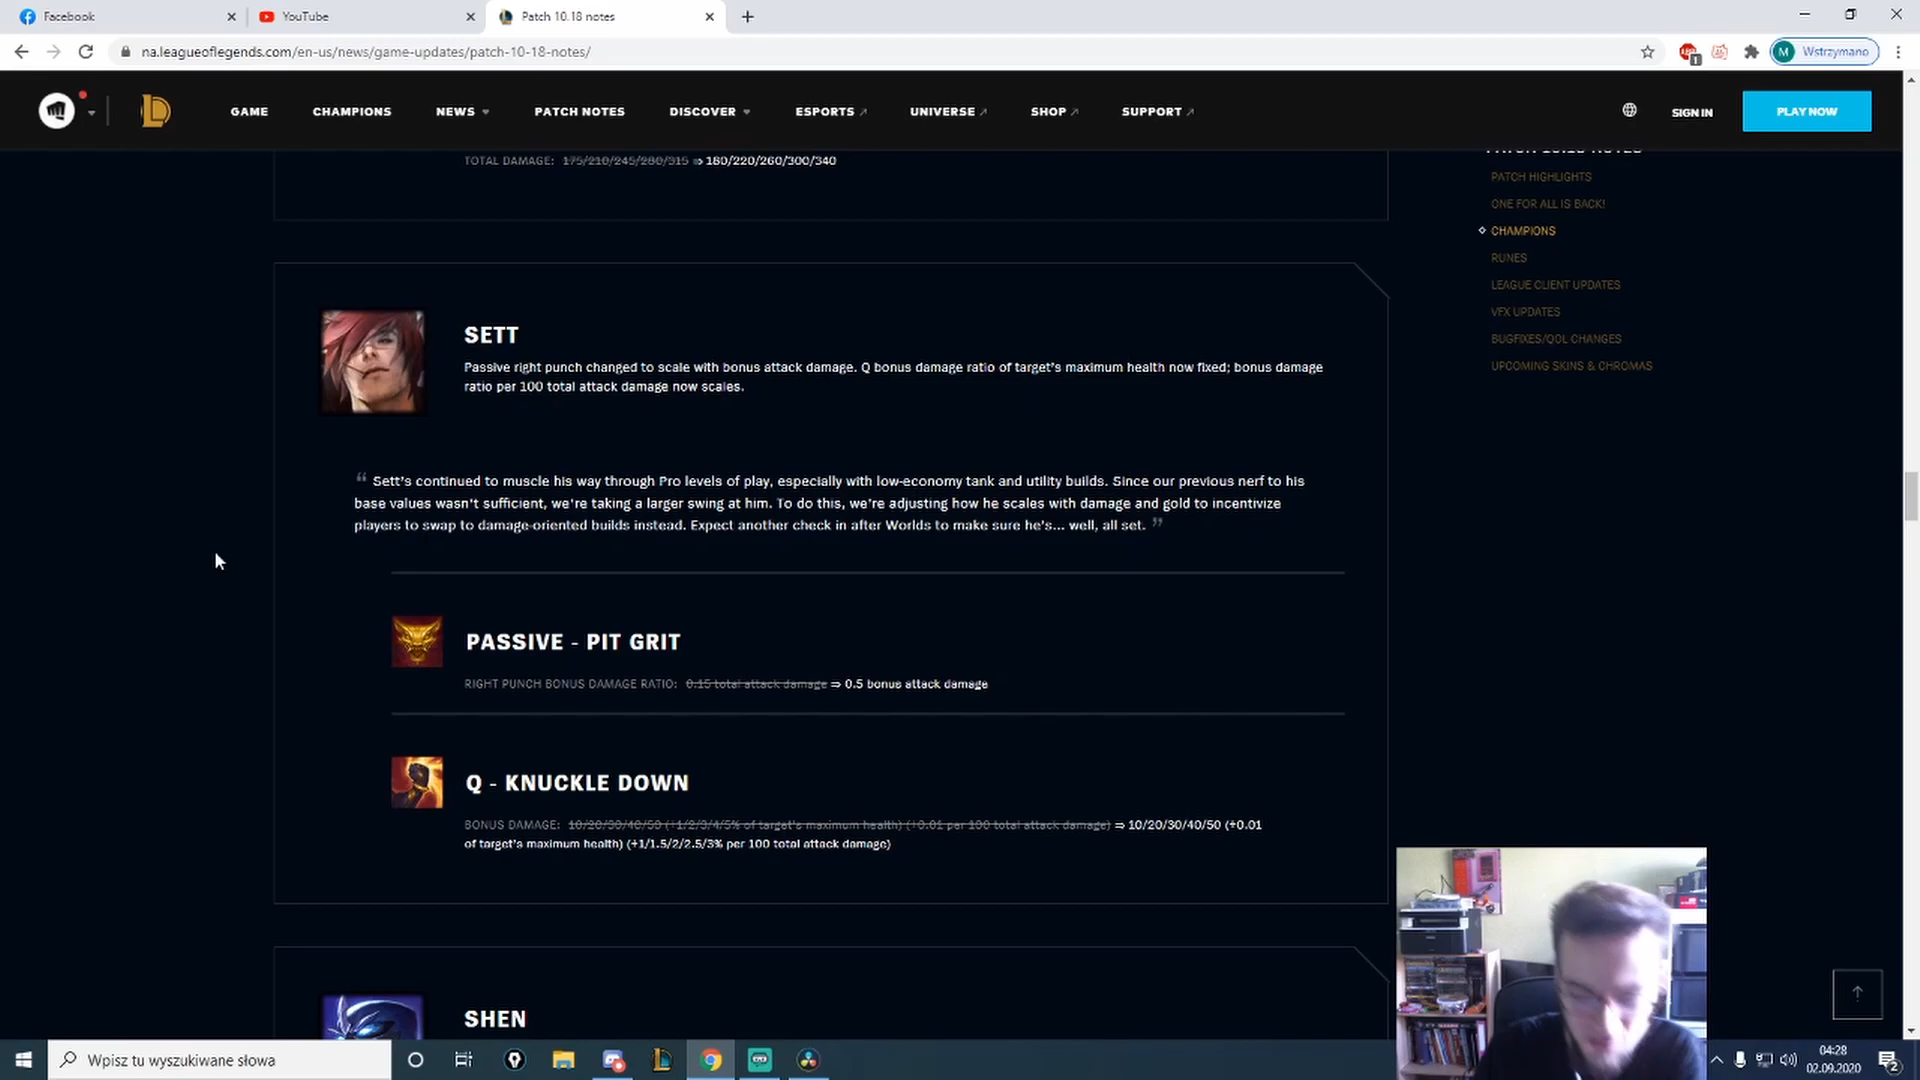 Facebook
YouTube
Patch 10.18 notes
na.leagueoflegends.com/en-us/news/game-updates/patch-10-18-notes/
M Wstrzymano
GAME CHAMPIONS NEWS PATCH NOTES DISCOVER ESPORTS UNIVERSE SHOP SUPPORT
SIGN IN
PLAY NOW
TOTAL DAMAGE: 175/210/245/280/315 ⇒ 180/220/260/300/340
PATCH 10.18 NOTES
PATCH HIGHLIGHTS
ONE FOR ALL IS BACK!
CHAMPIONS
RUNES
LEAGUE CLIENT UPDATES
VFX UPDATES
BUGFIXES/QOL CHANGES
UPCOMING SKINS & CHROMAS
SETT
Passive right punch changed to scale with bonus attack damage. Q bonus damage ratio of target's maximum health now fixed; bonus damage
ratio per 100 total attack damage now scales.
“ Sett's continued to muscle his way through Pro levels of play, especially with low-economy tank and utility builds. Since our previous nerf to his
base values wasn't sufficient, we're taking a larger swing at him. To do this, we're adjusting how he scales with damage and gold to incentivize
players to swap to damage-oriented builds instead. Expect another check in after Worlds to make sure he's... well, all set. ”
PASSIVE - PIT GRIT
RIGHT PUNCH BONUS DAMAGE RATIO: 0.15 total attack damage ⇒ 0.5 bonus attack damage
Q - KNUCKLE DOWN
BONUS DAMAGE: 10/20/30/40/50 (+1/2/3/4/5% of target's maximum health) (+0.01 per 100 total attack damage) ⇒ 10/20/30/40/50 (+0.01
of target's maximum health) (+1/1.5/2/2.5/3% per 100 total attack damage)
SHEN
Wpisz tu wyszukiwane słowa
04:28
02.09.2020
2